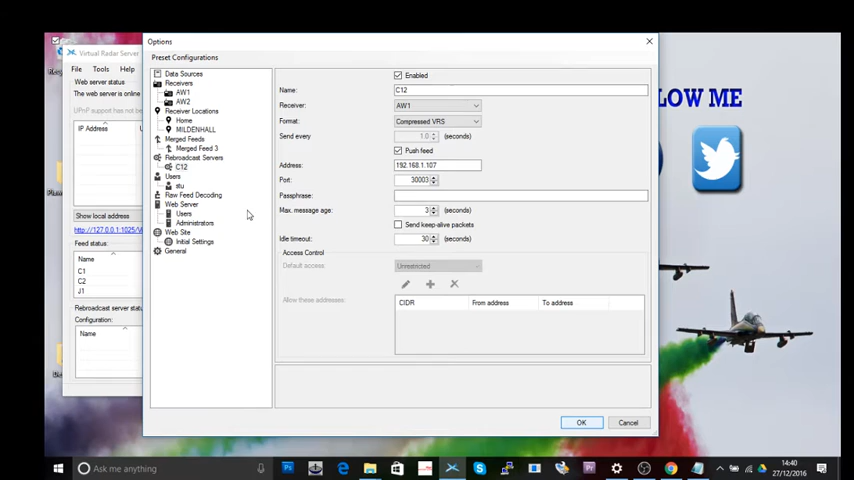 Options
Preset Configurations
Data Sources
Receivers
AW1
AW2
Receiver Locations
Home
MILDENHALL
Merged Feeds
Merged Feed 3
Rebroadcast Servers
C12
Users
stu
Raw Feed Decoding
Web Server
Users
Administrators
Web Site
Initial Settings
General
Enabled
Name:
C12
Receiver:
AW1
Format:
Compressed VRS
Send every
1.0
(seconds)
Push feed
Address:
192.168.1.107
Port:
30003
Passphrase:
Max. message age:
3
(seconds)
Send keep-alive packets
Idle timeout:
30
(seconds)
Access Control
Default access:
Unrestricted
Allow these addresses:
CIDR
From address
To address
OK
Cancel
Virtual Radar Server
File
Tools
Help
Web server status
The web server is online
UPnP support has not be
IP Address
Show local address
http://127.0.0.1:1025/Vi
Feed status:
Name
C1
C2
J1
Rebroadcast server status
Configuration:
Name
LOW ME
Ask me anything
14:40
27/12/2016